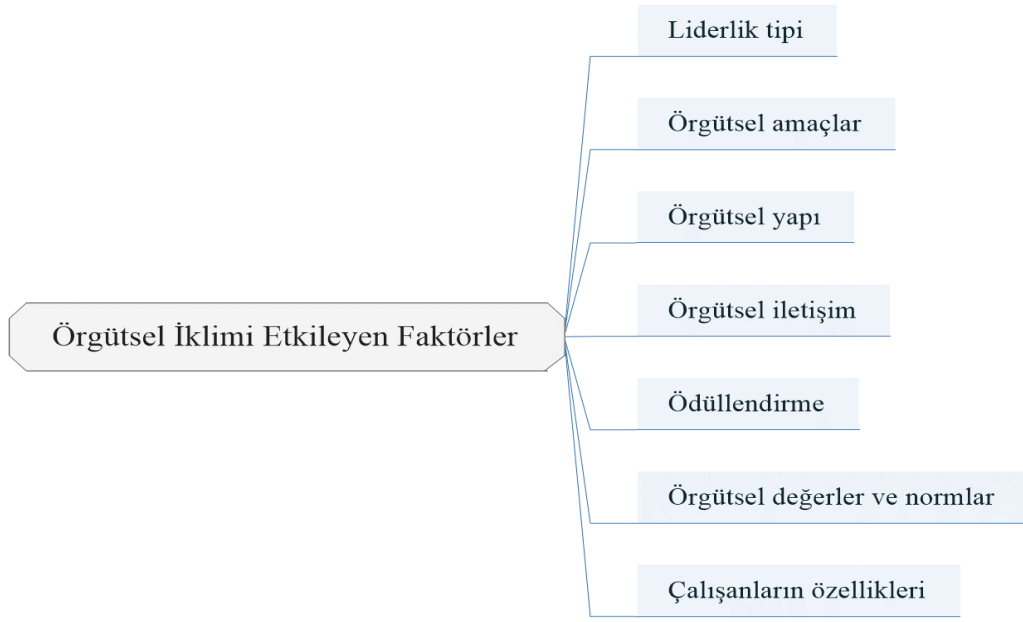 Liderlik tipi
Örgütsel amaçlar
Örgütsel yapı
Örgütsel iletişim
Örgütsel İklimi Etkileyen Faktörler
Ödüllendirme
Örgütsel değerler ve normlar
Çalışanların özellikleri